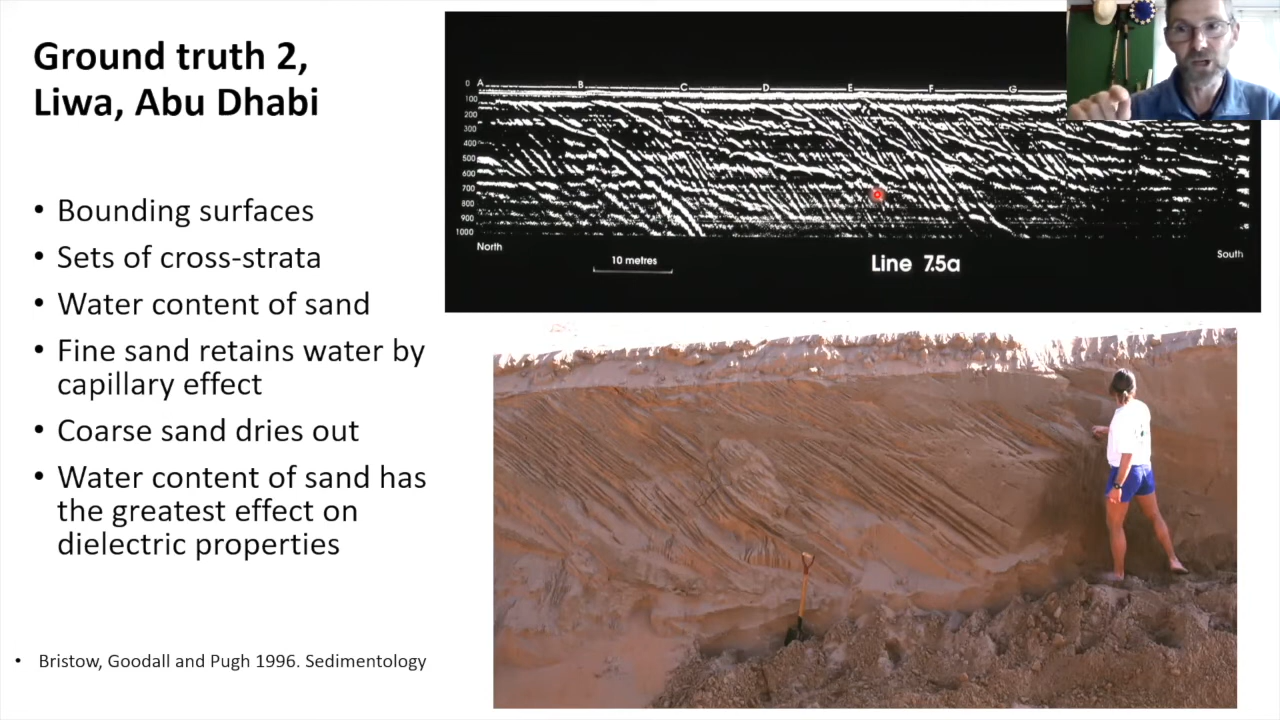 Ground truth 2,
Liwa, Abu Dhabi
• Bounding surfaces
• Sets of cross-strata
• Water content of sand
• Fine sand retains water by
capillary effect
• Coarse sand dries out
• Water content of sand has
the greatest effect on
dielectric properties
• Bristow, Goodall and Pugh 1996. Sedimentology
0 A B C D E F G
100
200
300
400
500
600
700
800
900
1000
North
South
10 metres
Line 7.5a